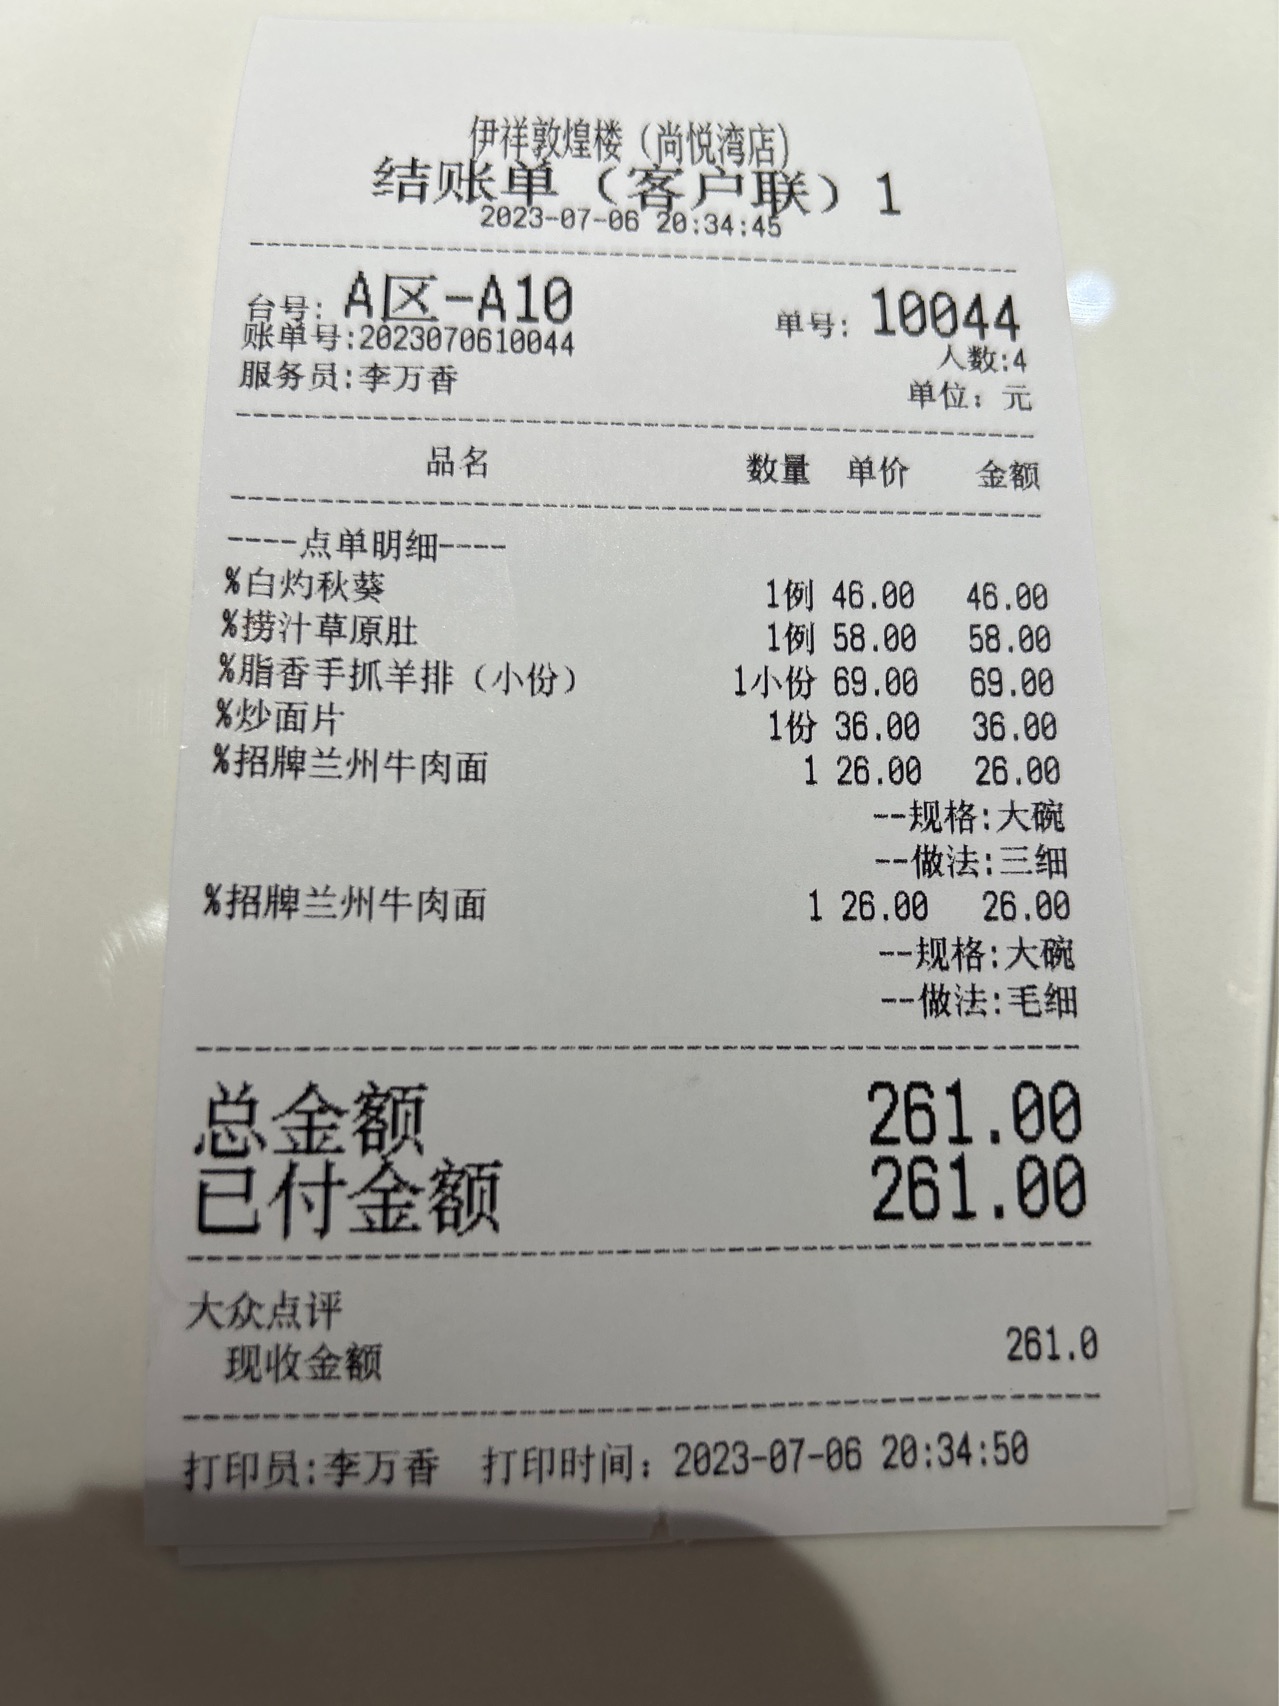 伊祥敦煌楼（尚悦湾店）
结账单（客户联）1
2023-07-06 20:34:45
台号: A区-A10 单号: 10044
账单号:2023070610044 人数:4
服务员:李万香 单位: 元
品名 数量 单价 金额
----点单明细----
%白灼秋葵 1例 46.00 46.00
%捞汁草原肚 1例 58.00 58.00
%脂香手抓羊排（小份） 1小份 69.00 69.00
%炒面片 1份 36.00 36.00
%招牌兰州牛肉面 1 26.00 26.00
--规格:大碗
--做法:三细
%招牌兰州牛肉面 1 26.00 26.00
--规格:大碗
--做法:毛细
总金额 261.00
已付金额 261.00
大众点评
现收金额 261.0
打印员:李万香 打印时间: 2023-07-06 20:34:50